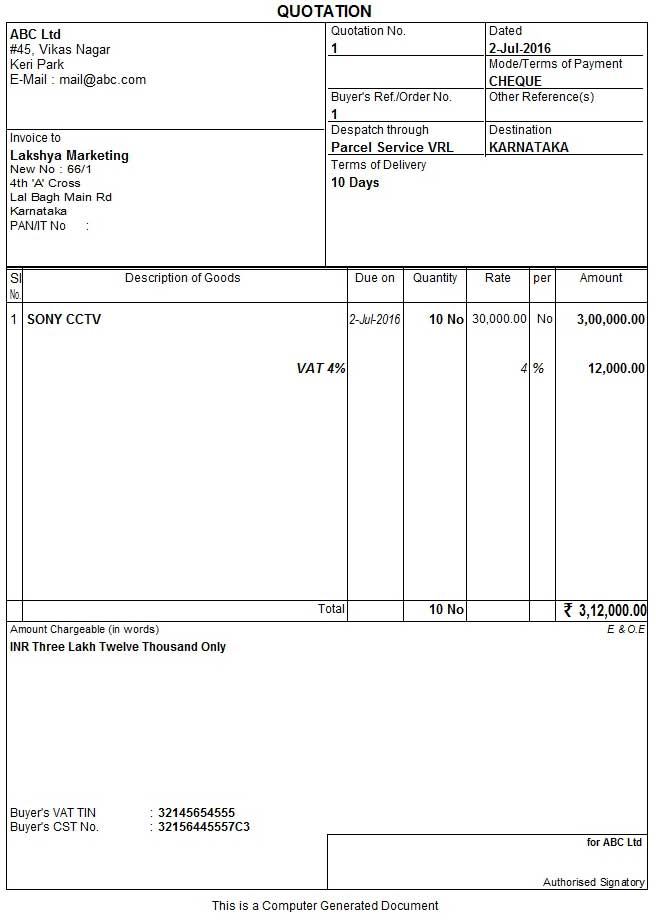 QUOTATION
ABC Ltd
#45, Vikas Nagar
Keri Park
E-Mail : mail@abc.com
Quotation No.
1
Dated
2-Jul-2016
Mode/Terms of Payment
CHEQUE
Buyer's Ref./Order No.
1
Other Reference(s)
Despatch through
Parcel Service VRL
Destination
KARNATAKA
Terms of Delivery
10 Days
Invoice to
Lakshya Marketing
New No : 66/1
4th 'A' Cross
Lal Bagh Main Rd
Karnataka
PAN/IT No :
Sl No. Description of Goods Due on Quantity Rate per Amount
1 SONY CCTV 2-Jul-2016 10 No 30,000.00 No 3,00,000.00
VAT 4% 4 % 12,000.00
Total 10 No ₹ 3,12,000.00
Amount Chargeable (in words) E. & O.E
INR Three Lakh Twelve Thousand Only
Buyer's VAT TIN : 32145654555
Buyer's CST No. : 32156445557C3
for ABC Ltd
Authorised Signatory
This is a Computer Generated Document